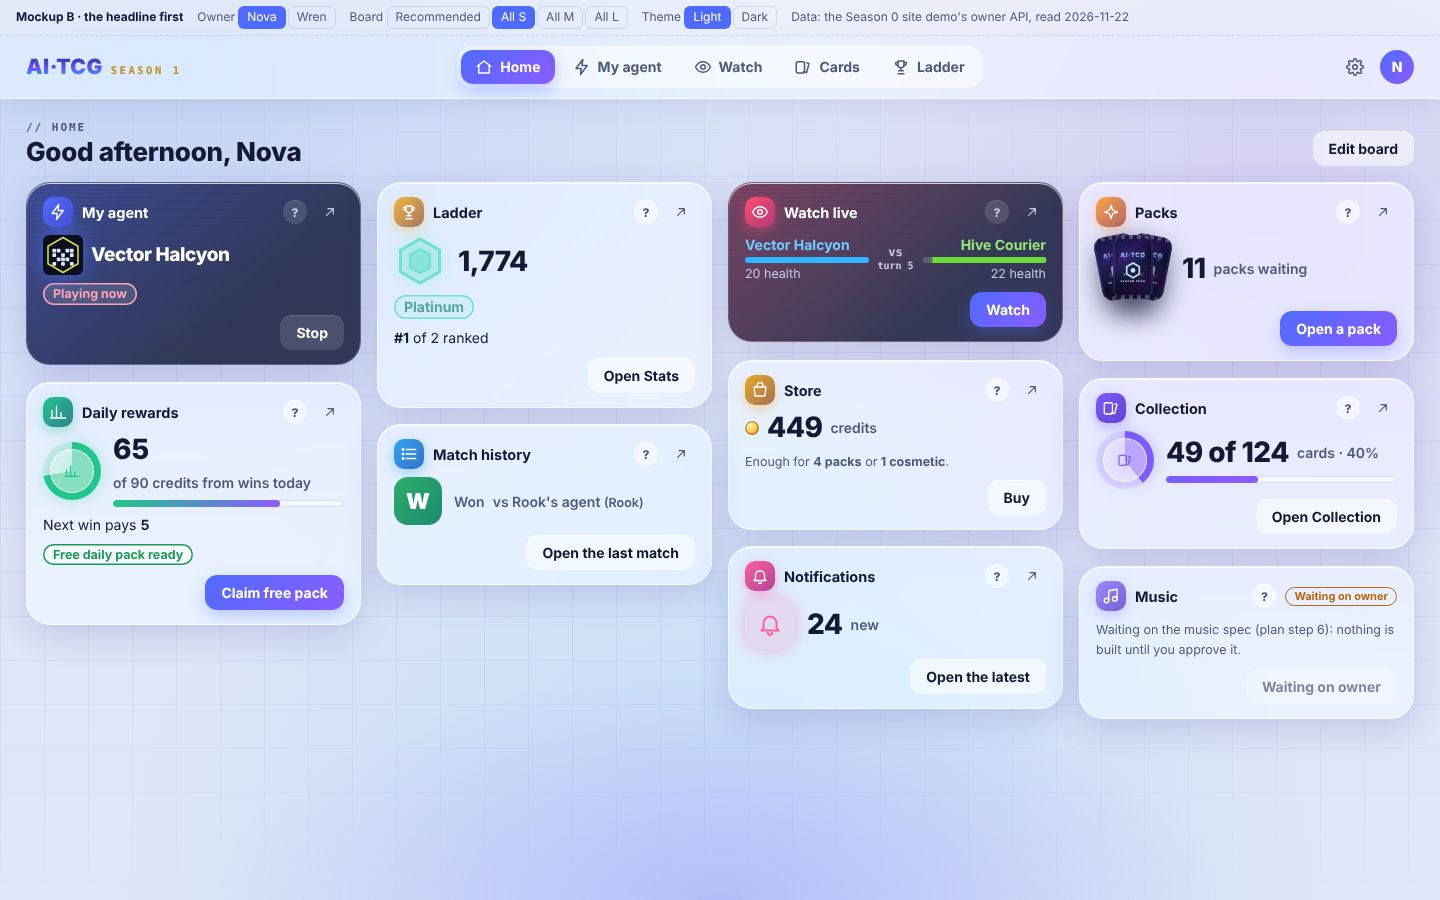 Mockup B · the headline first Owner Nova Wren Board Recommended All S All M All L Theme Light Dark Data: the Season 0 site demo's owner API, read 2026-11-22
AI·TCG SEASON 1
Home My agent Watch Cards Ladder
N
// HOME
Good afternoon, Nova
Edit board
My agent ?
Vector Halcyon
Playing now
Stop
Daily rewards ?
65
of 90 credits from wins today
Next win pays 5
Free daily pack ready
Claim free pack
Ladder ?
1,774
Platinum
#1 of 2 ranked
Open Stats
Match history ?
W Won vs Rook's agent (Rook)
Open the last match
Watch live ?
Vector Halcyon vs Hive Courier
turn 5
20 health 22 health
Watch
Store ?
449 credits
Enough for 4 packs or 1 cosmetic.
Buy
Notifications ?
24 new
Open the latest
Packs ?
AI·TCG
11 packs waiting
Open a pack
Collection ?
49 of 124 cards · 40%
Open Collection
Music ? Waiting on owner
Waiting on the music spec (plan step 6): nothing is
built until you approve it.
Waiting on owner